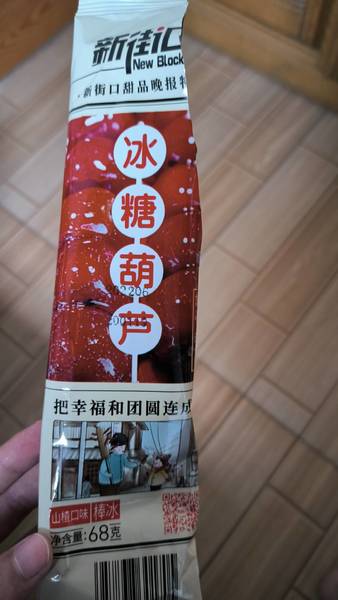 新街口
New Block
新街口甜品晚报
冰
糖
葫
芦
把幸福和团圆连成
山楂口味 棒冰
净含量:68克